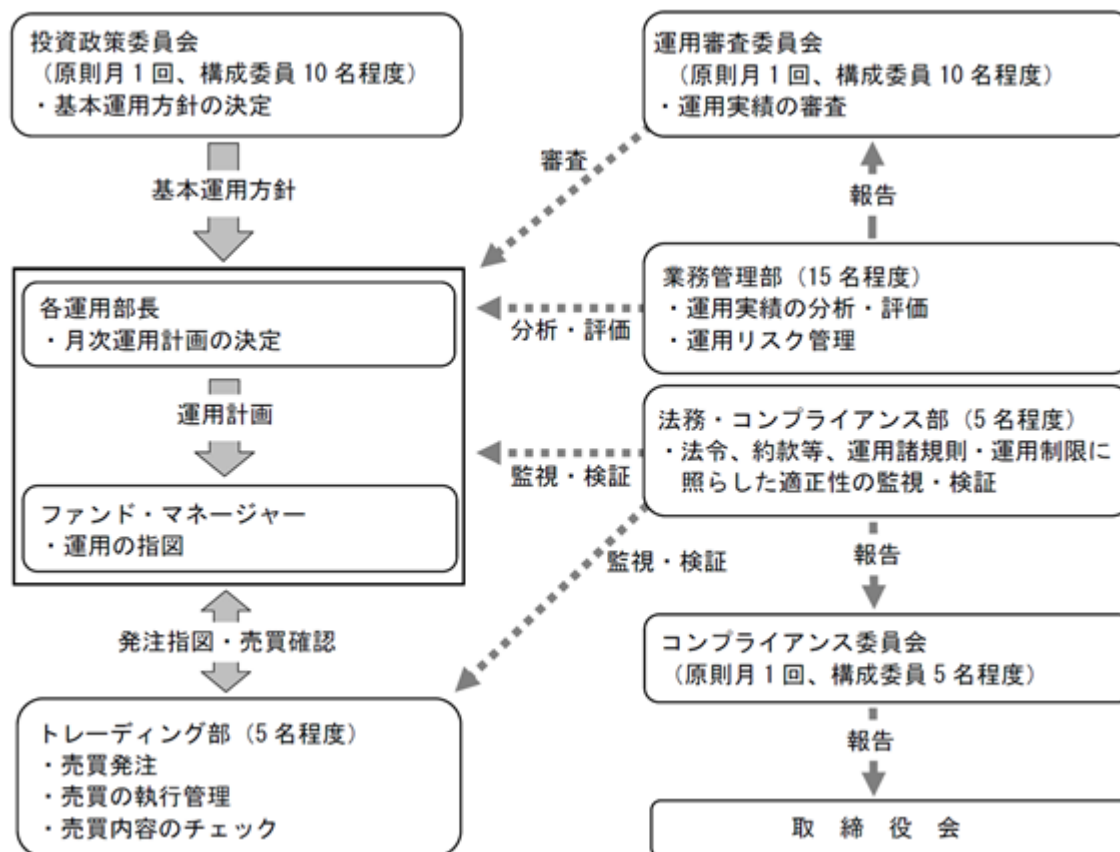 投資政策委員会
(原則月1回、構成委員10名程度)
・基本運用方針の決定
基本運用方針
各運用部長
・月次運用計画の決定
運用計画
ファンド・マネージャー
・運用の指図
発注指図・売買確認
トレーディング部(5名程度)
・売買発注
・売買の執行管理
・売買内容のチェック
運用審査委員会
(原則月1回、構成委員10名程度)
・運用実績の審査
審査
報告
業務管理部(15名程度)
・運用実績の分析・評価
・運用リスク管理
分析・評価
法務・コンプライアンス部(5名程度)
・法令、約款等、運用諸規則・運用制限に
照らした適正性の監視・検証
監視・検証
監視・検証
報告
コンプライアンス委員会
(原則月1回、構成委員5名程度)
報告
取 締 役 会